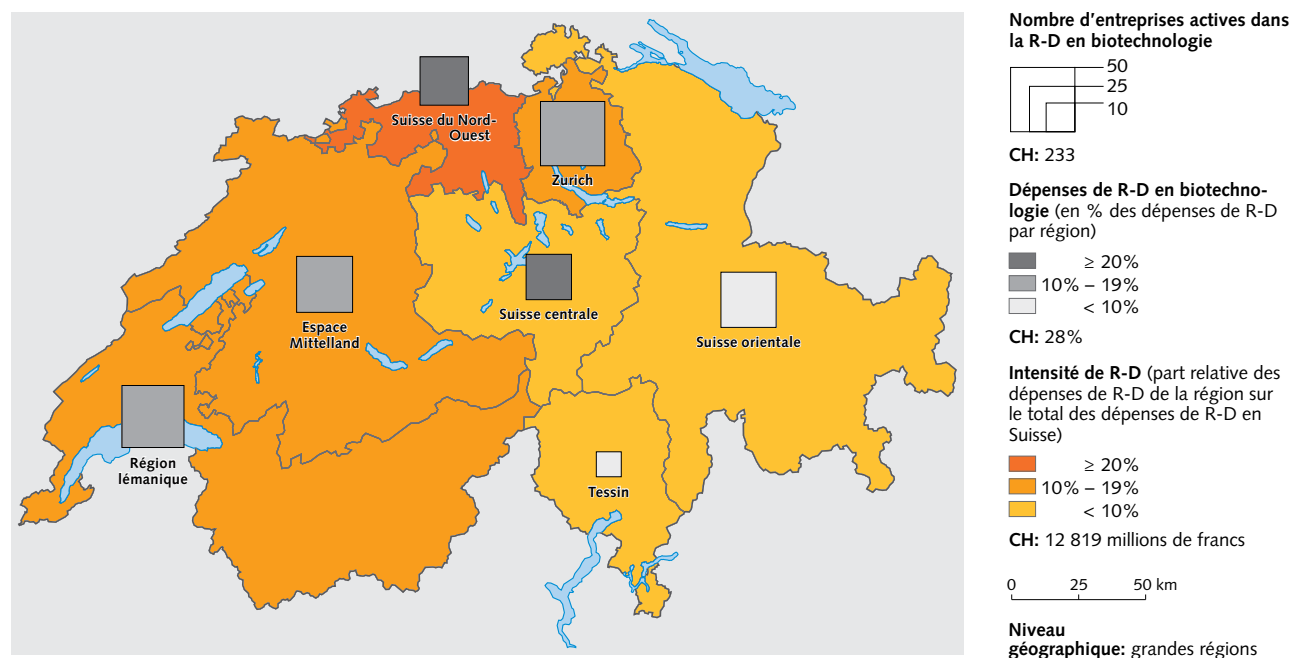 Suisse du Nord-
Ouest
Zurich
Suisse centrale
Espace
Mittelland
Suisse orientale
Région
lémanique
Tessin
Nombre d'entreprises actives dans
la R-D en biotechnologie
50
25
10
CH: 233
Dépenses de R-D en biotechno-
logie (en % des dépenses de R-D
par région)
≥ 20%
10% – 19%
< 10%
CH: 28%
Intensité de R-D (part relative des
dépenses de R-D de la région sur
le total des dépenses de R-D en
Suisse)
≥ 20%
10% – 19%
< 10%
CH: 12 819 millions de francs
0 25 50 km
Niveau
géographique: grandes régions